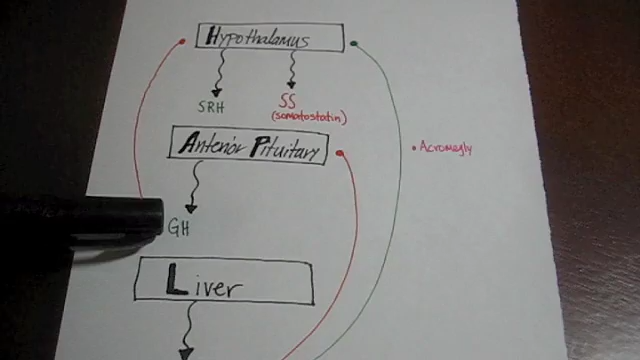 Hypothalamus
SRH
SS
(somatostatin)
Anterior Pituitary
• Acromegly
GH
Liver